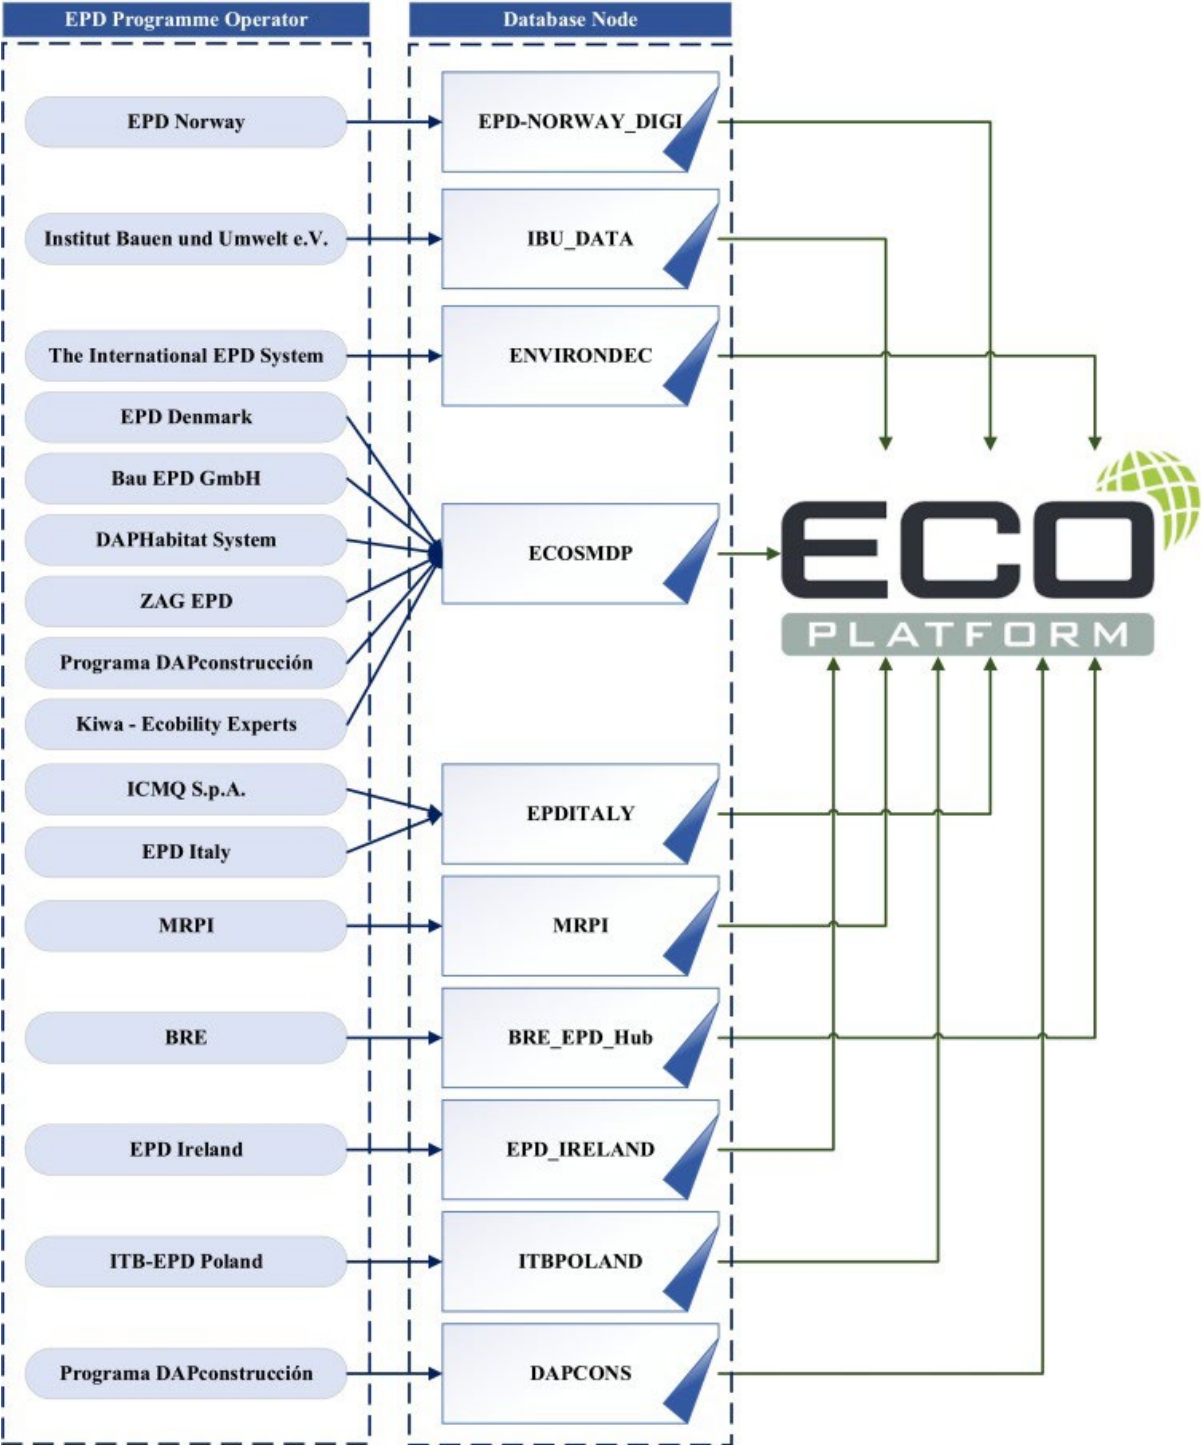 EPD Programme Operator
Database Node
EPD Norway
EPD-NORWAY_DIGI
Institut Bauen und Umwelt e.V.
IBU_DATA
The International EPD System
ENVIRONDEC
EPD Denmark
Bau EPD GmbH
DAPHabitat System
ECOSMDP
ZAG EPD
Programa DAPconstrucción
Kiwa - Ecobility Experts
ECO
PLATFORM
ICMQ S.p.A.
EPDITALY
EPD Italy
MRPI
MRPI
BRE
BRE_EPD_Hub
EPD Ireland
EPD_IRELAND
ITB-EPD Poland
ITBPOLAND
Programa DAPconstrucción
DAPCONS